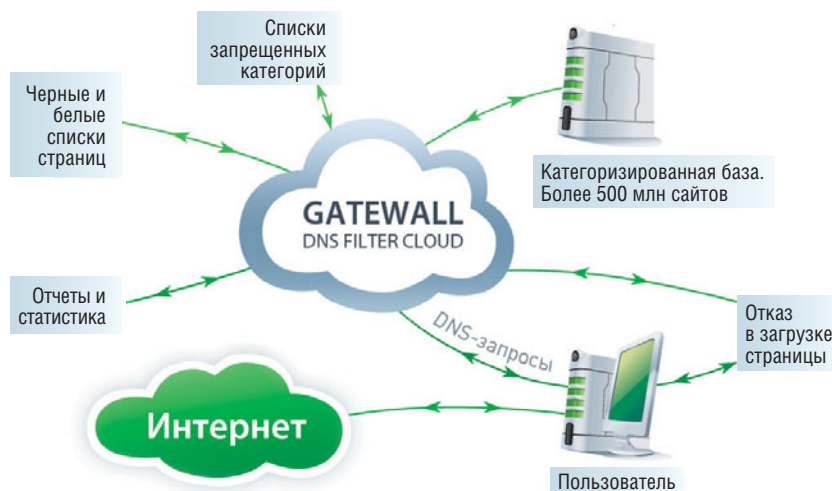 Списки
запрещенных
категорий
Черные и
белые
списки
страниц
Категоризированная база.
Более 500 млн сайтов
GATEWALL
DNS FILTER CLOUD
Отчеты и
статистика
DNS-запросы
Отказ
в загрузке
страницы
Интернет
Пользователь